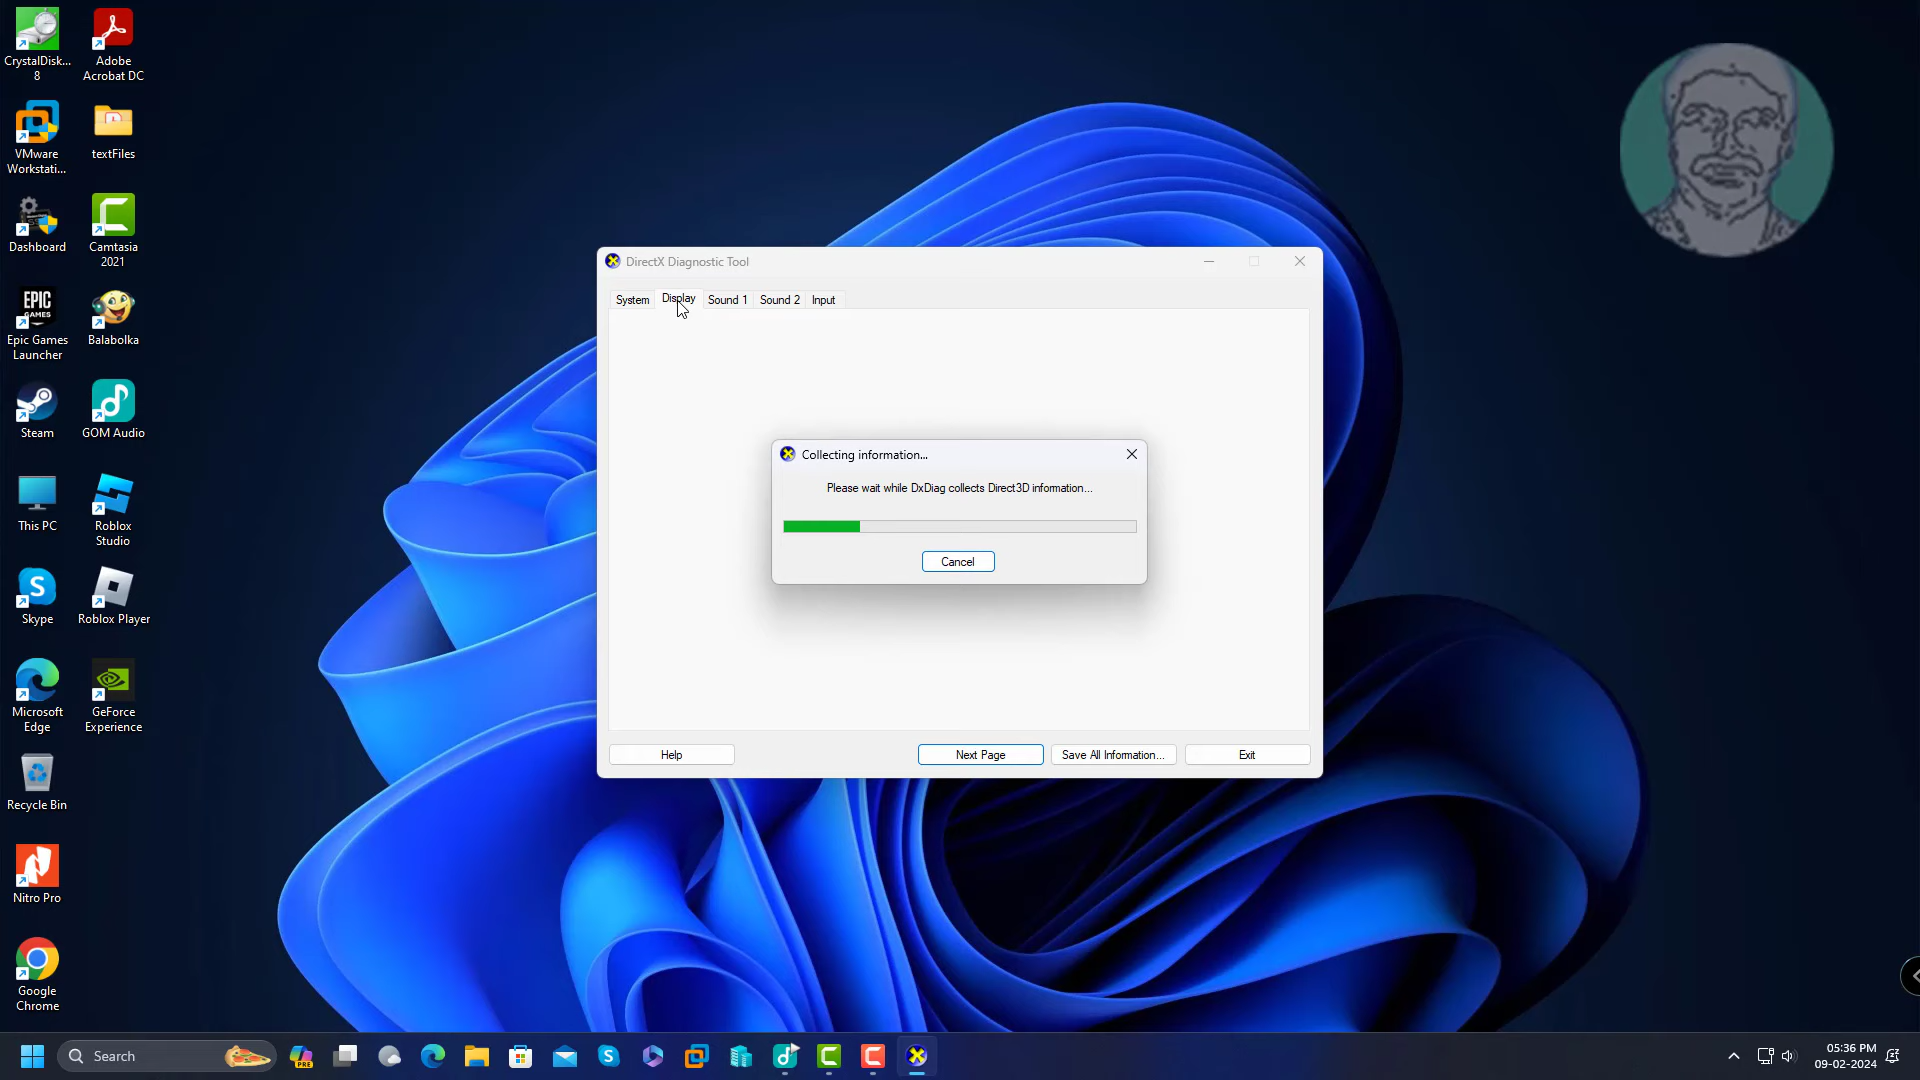 CrystalDisk...
8
Adobe
Acrobat DC
VMware
Workstati...
textFiles
Dashboard
Camtasia
2021
EPIC
GAMES
Epic Games
Launcher
Balabolka
Steam
GOM Audio
This PC
Roblox
Studio
Skype
Roblox Player
Microsoft
Edge
GeForce
Experience
Recycle Bin
Nitro Pro
Google
Chrome
DirectX Diagnostic Tool
System
Display
Sound 1
Sound 2
Input
Collecting information...
Please wait while DxDiag collects Direct3D information...
Cancel
Help
Next Page
Save All Information...
Exit
Search
PRE
05:36 PM
09-02-2024